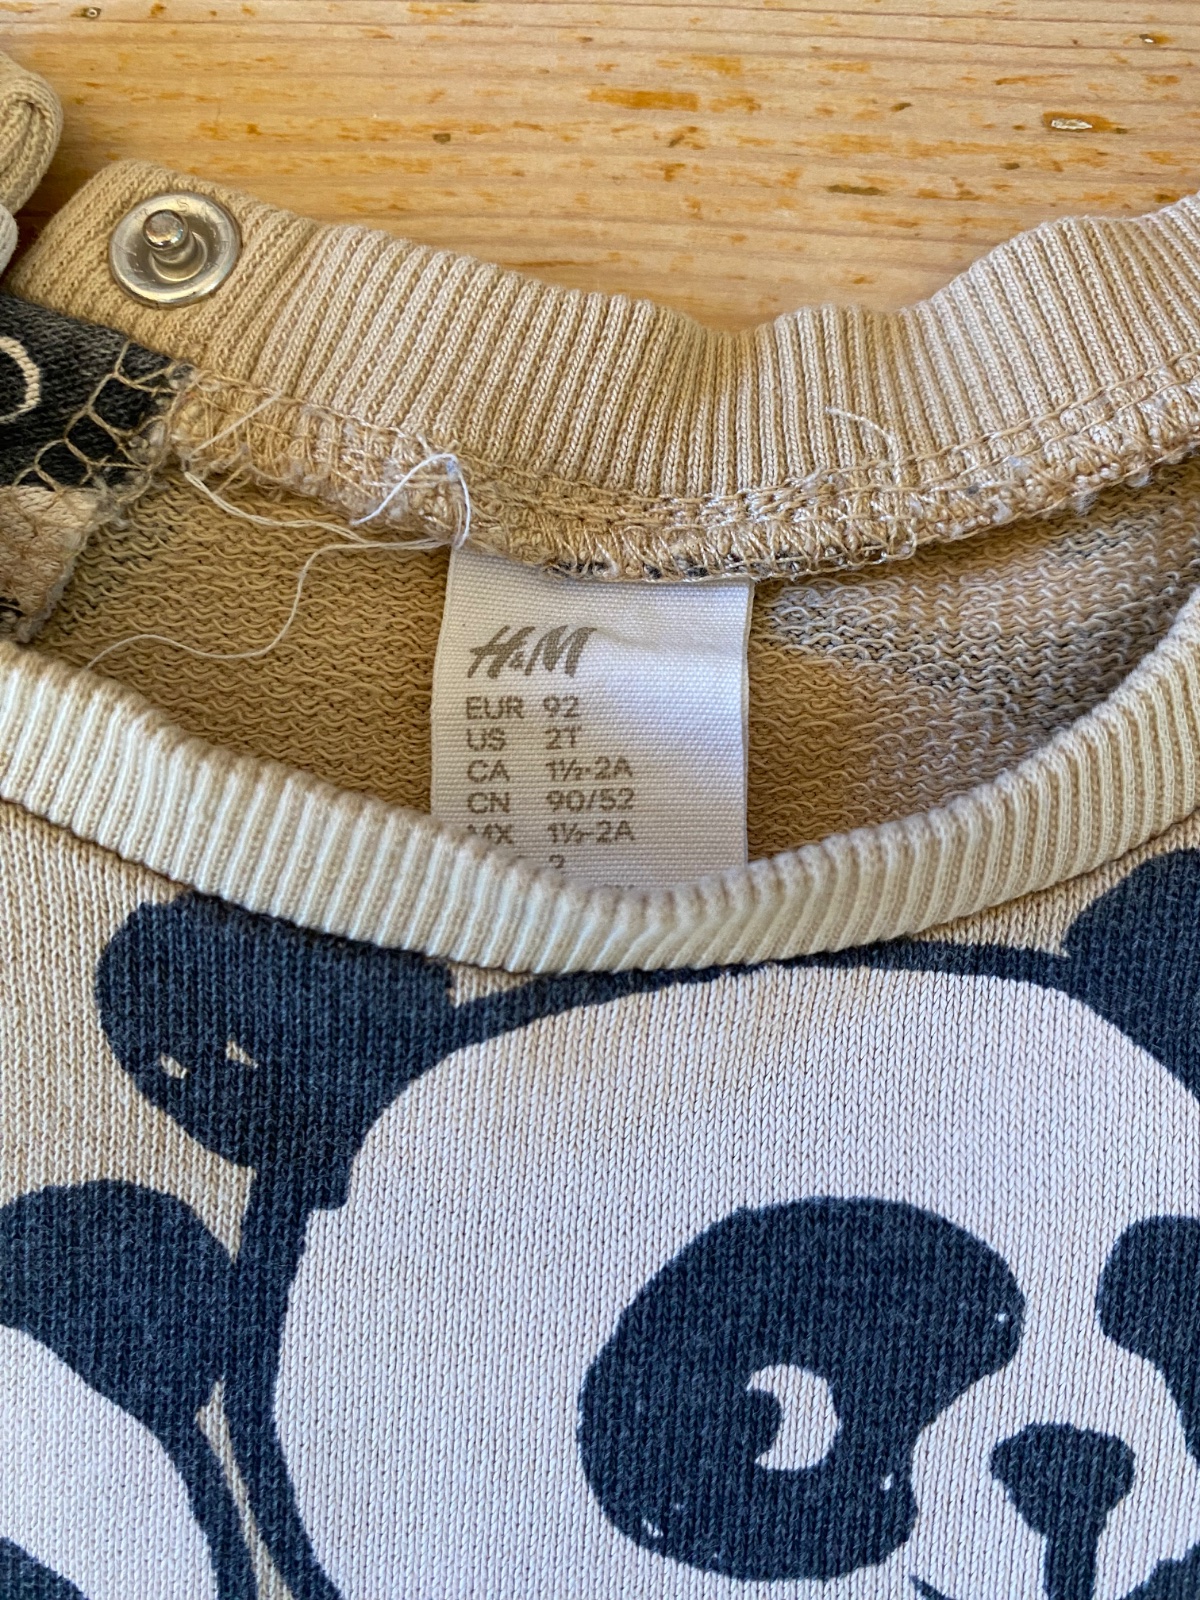 H&M
EUR 92
US 2T
CA 1½-2A
CN 90/52
MX 1½-2A